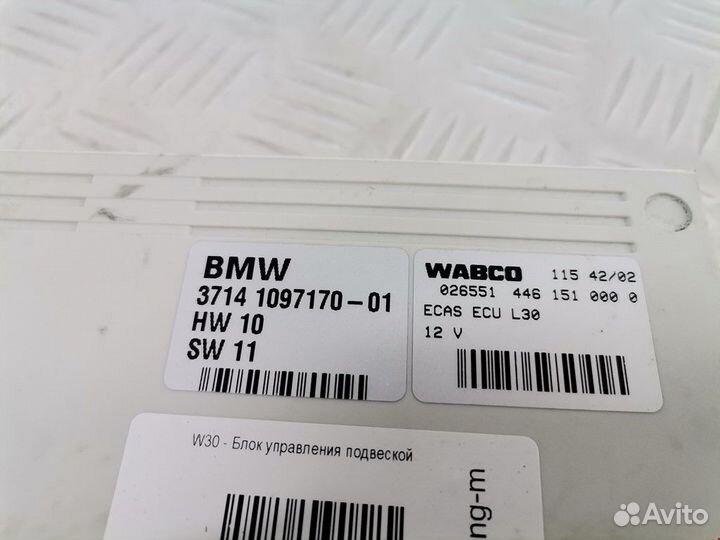 BMW
3714 1097170-01
HW 10
SW 11
WABCO 115 42/02
026551 446 151 000 0
ECAS ECU L30
12 V
W30 - Блок управления подвеской
ng-m
Avito